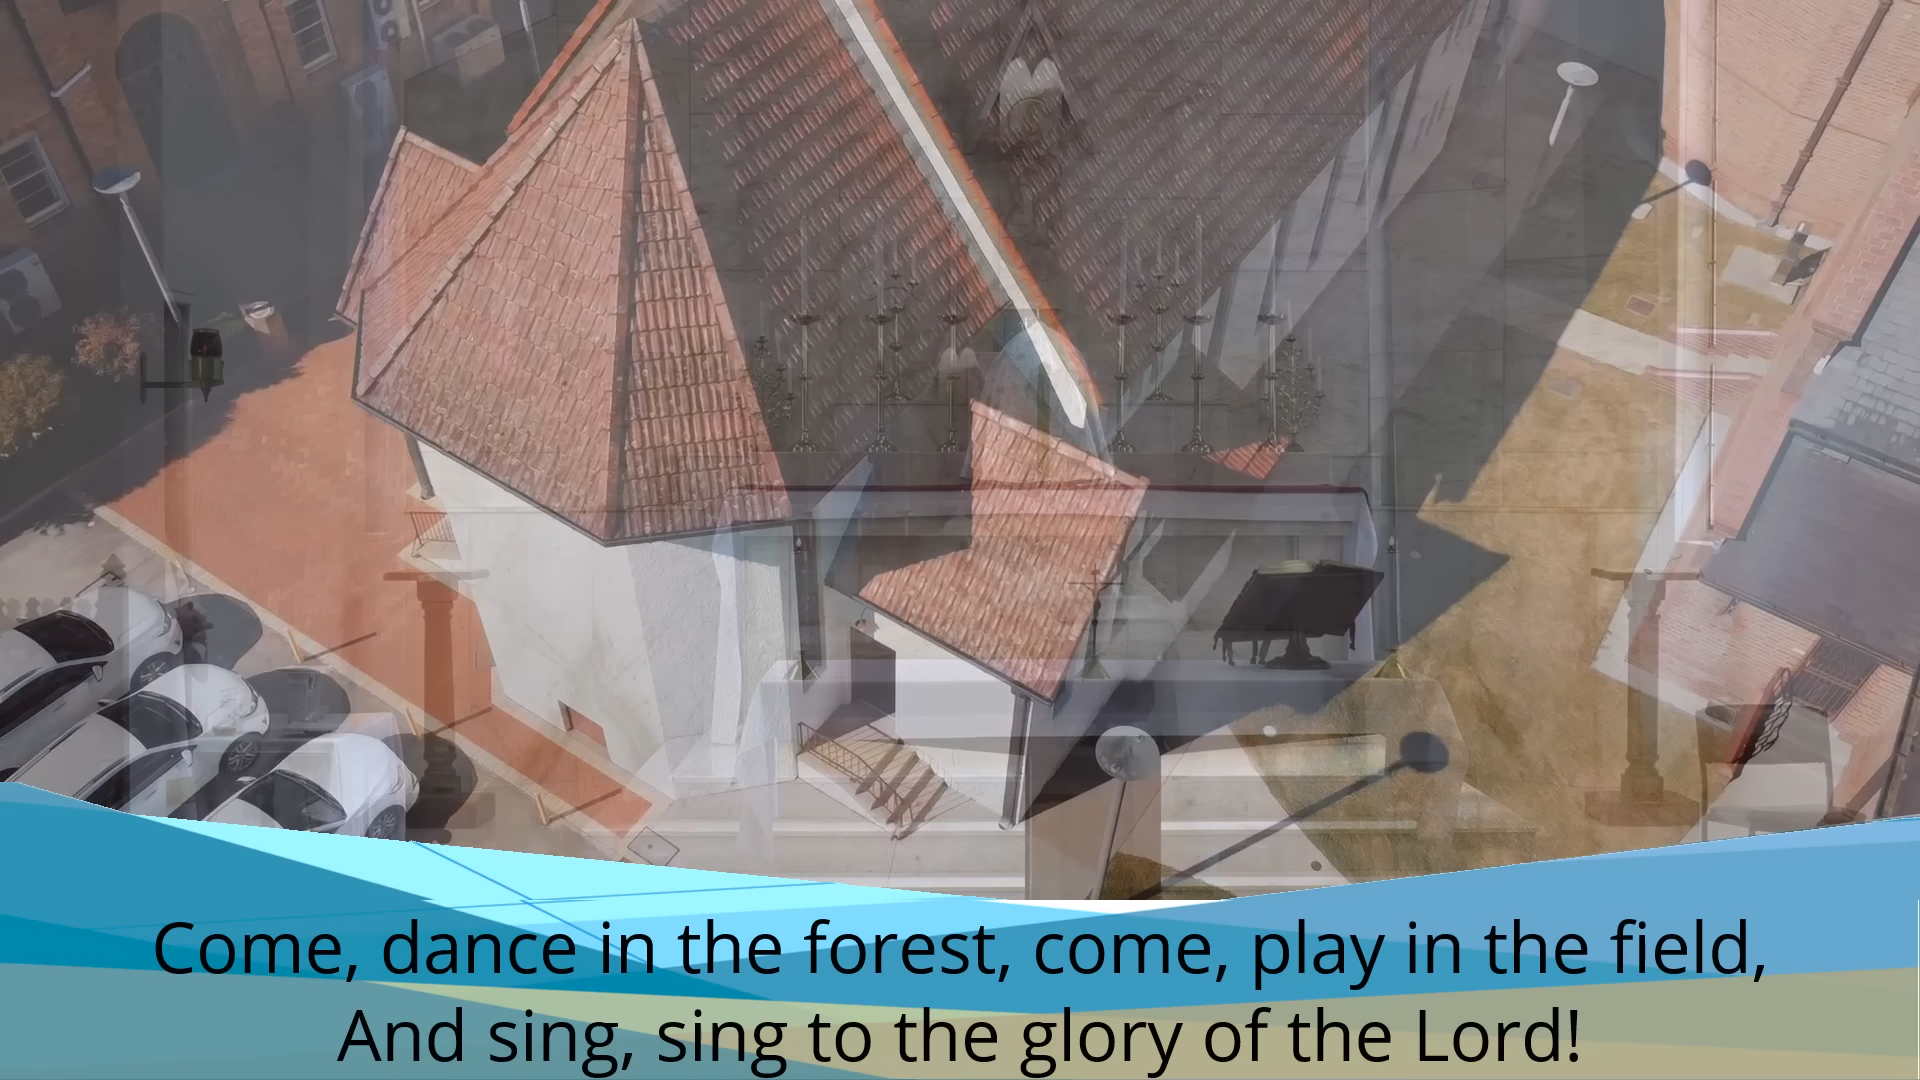 Come, dance in the forest, come, play in the field,
And sing, sing to the glory of the Lord!